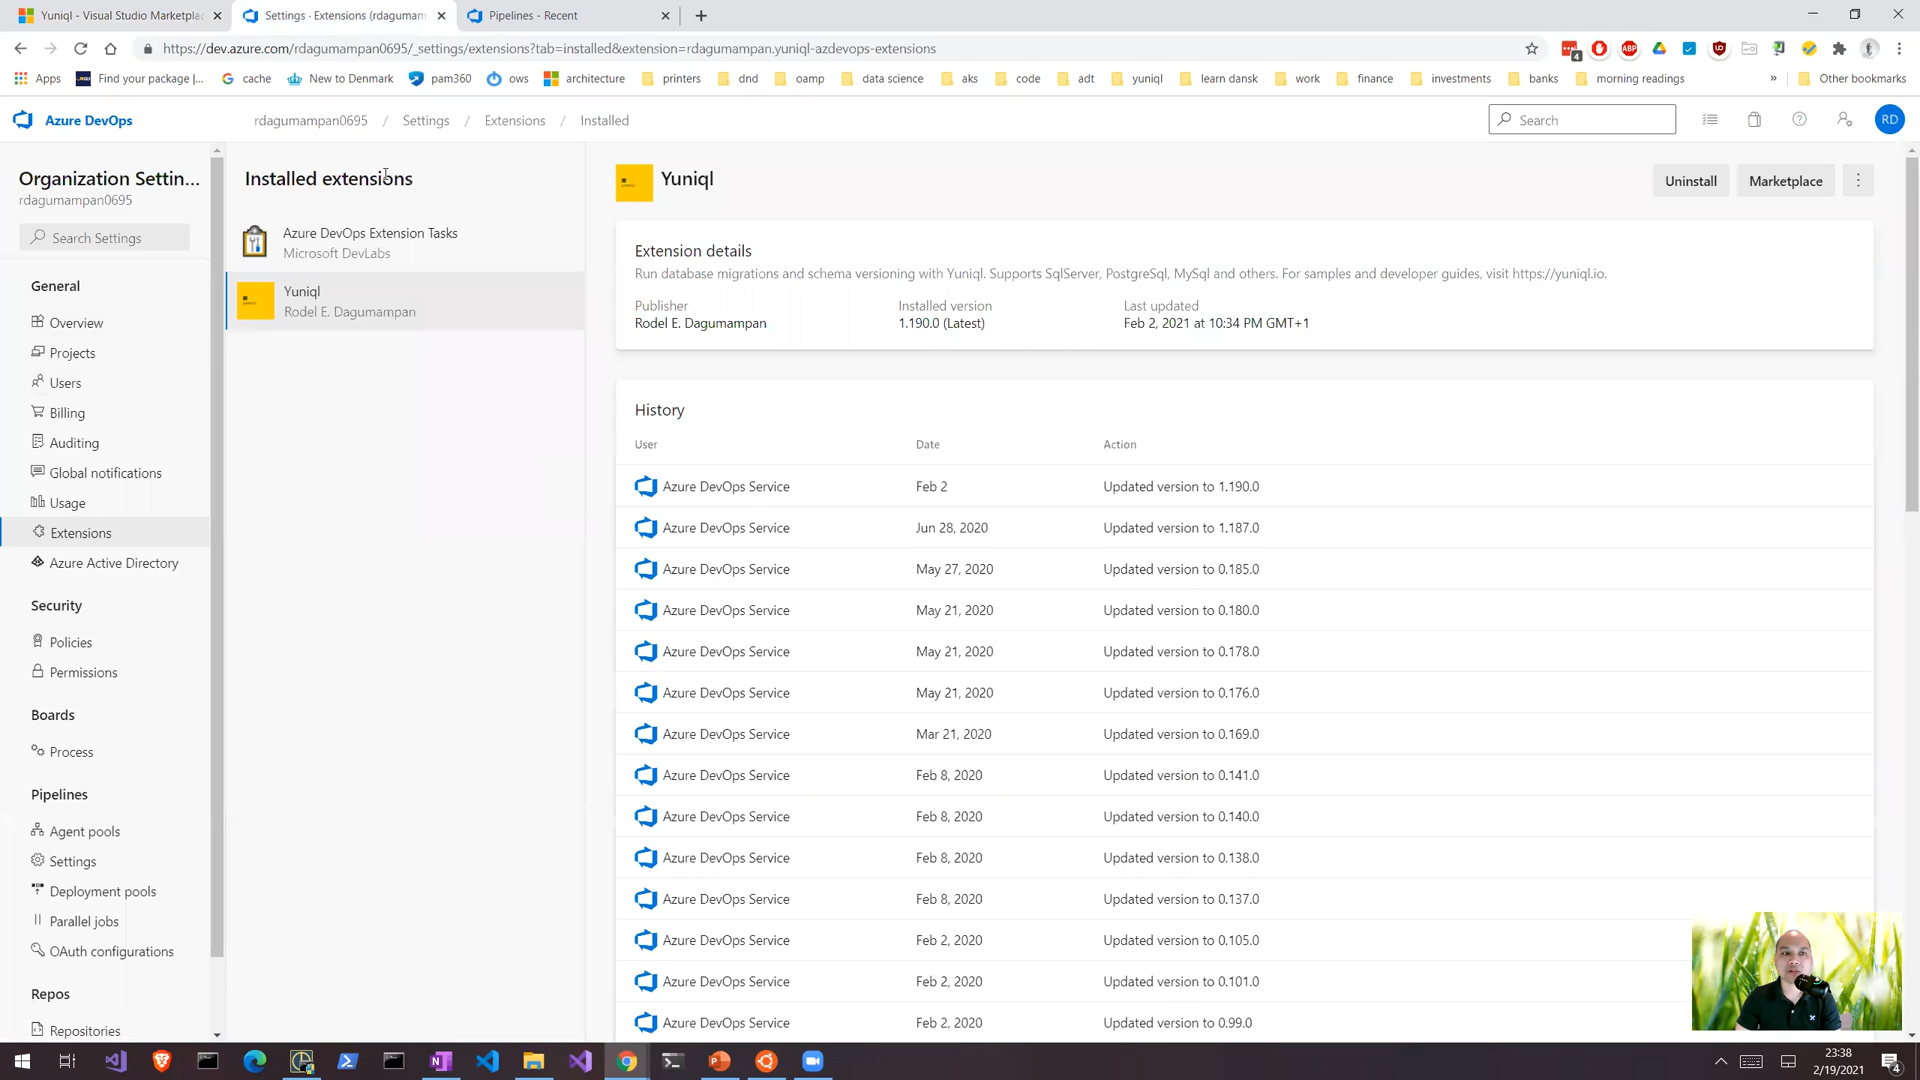 Yuniql - Visual Studio Marketplac
Settings · Extensions (rdagumam
Pipelines - Recent
https://dev.azure.com/rdagumampan0695/_settings/extensions?tab=installed&extension=rdagumampan.yuniql-azdevops-extensions
Apps
Find your package |...
cache
New to Denmark
pam360
ows
architecture
printers
dnd
oamp
data science
aks
code
adt
yuniql
learn dansk
work
finance
investments
banks
morning readings
»
Other bookmarks
Azure DevOps
rdagumampan0695 / Settings / Extensions / Installed
Search
RD
Organization Settin...
rdagumampan0695
Search Settings
General
Overview
Projects
Users
Billing
Auditing
Global notifications
Usage
Extensions
Azure Active Directory
Security
Policies
Permissions
Boards
Process
Pipelines
Agent pools
Settings
Deployment pools
Parallel jobs
OAuth configurations
Repos
Repositories
Installed extensions
Azure DevOps Extension Tasks
Microsoft DevLabs
Yuniql
Rodel E. Dagumampan
Yuniql
Uninstall
Marketplace
Extension details
Run database migrations and schema versioning with Yuniql. Supports SqlServer, PostgreSql, MySql and others. For samples and developer guides, visit https://yuniql.io.
Publisher Installed version Last updated
Rodel E. Dagumampan 1.190.0 (Latest) Feb 2, 2021 at 10:34 PM GMT+1
History
User Date Action
Azure DevOps Service Feb 2 Updated version to 1.190.0
Azure DevOps Service Jun 28, 2020 Updated version to 1.187.0
Azure DevOps Service May 27, 2020 Updated version to 0.185.0
Azure DevOps Service May 21, 2020 Updated version to 0.180.0
Azure DevOps Service May 21, 2020 Updated version to 0.178.0
Azure DevOps Service May 21, 2020 Updated version to 0.176.0
Azure DevOps Service Mar 21, 2020 Updated version to 0.169.0
Azure DevOps Service Feb 8, 2020 Updated version to 0.141.0
Azure DevOps Service Feb 8, 2020 Updated version to 0.140.0
Azure DevOps Service Feb 8, 2020 Updated version to 0.138.0
Azure DevOps Service Feb 8, 2020 Updated version to 0.137.0
Azure DevOps Service Feb 2, 2020 Updated version to 0.105.0
Azure DevOps Service Feb 2, 2020 Updated version to 0.101.0
Azure DevOps Service Feb 2, 2020 Updated version to 0.99.0
23:38
2/19/2021
4